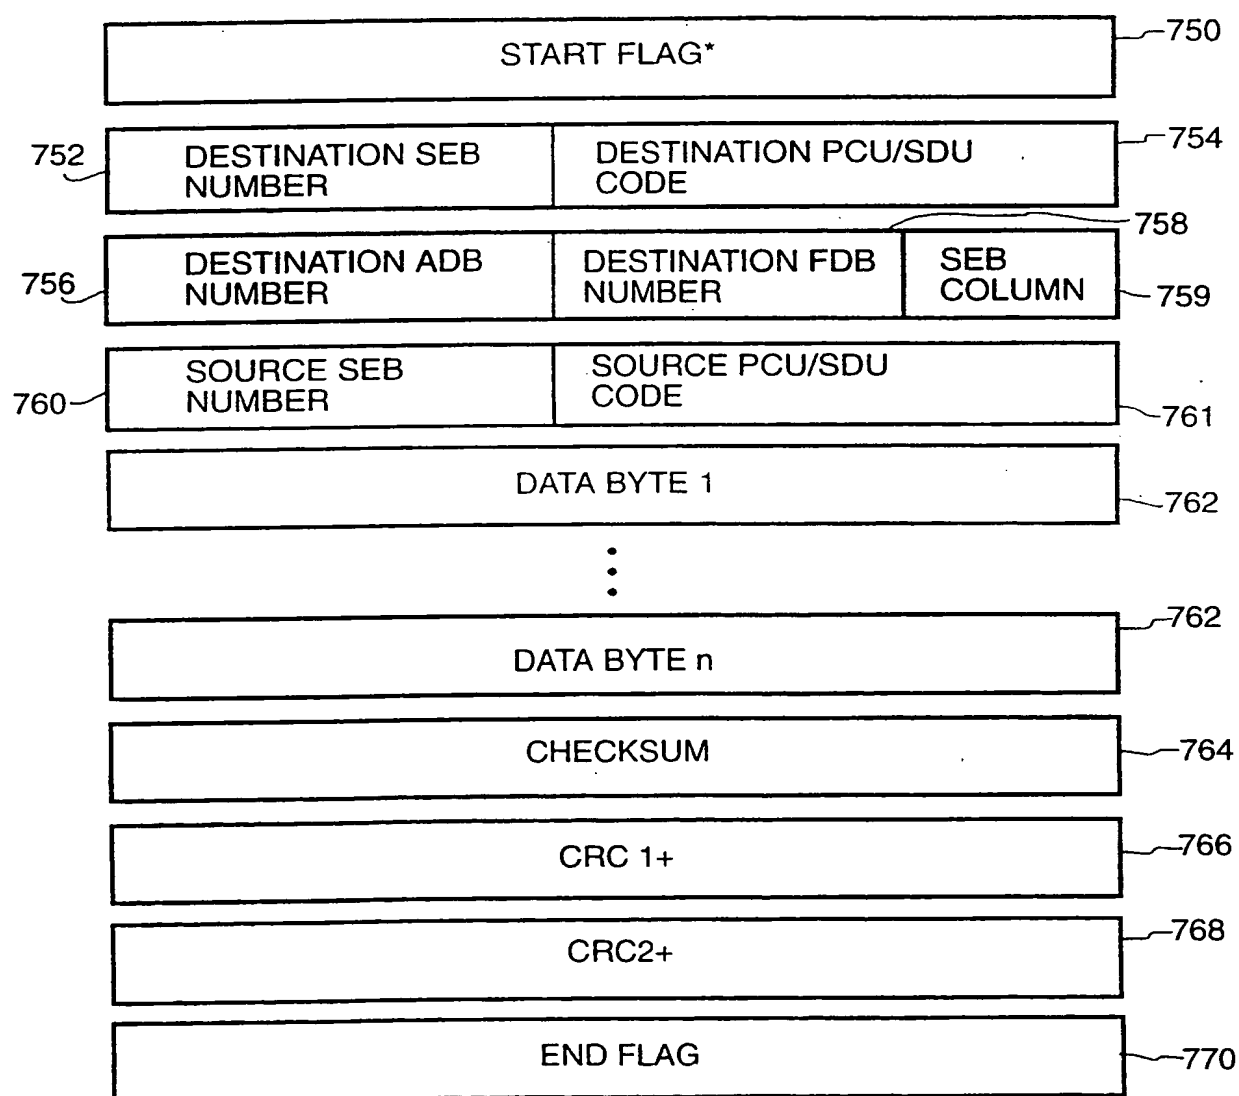 START FLAG* 750
752 DESTINATION SEB NUMBER DESTINATION PCU/SDU CODE 754
756 DESTINATION ADB NUMBER DESTINATION FDB NUMBER 758 SEB COLUMN 759
760 SOURCE SEB NUMBER SOURCE PCU/SDU CODE 761
DATA BYTE 1 762
DATA BYTE n 762
CHECKSUM 764
CRC 1+ 766
CRC2+ 768
END FLAG 770